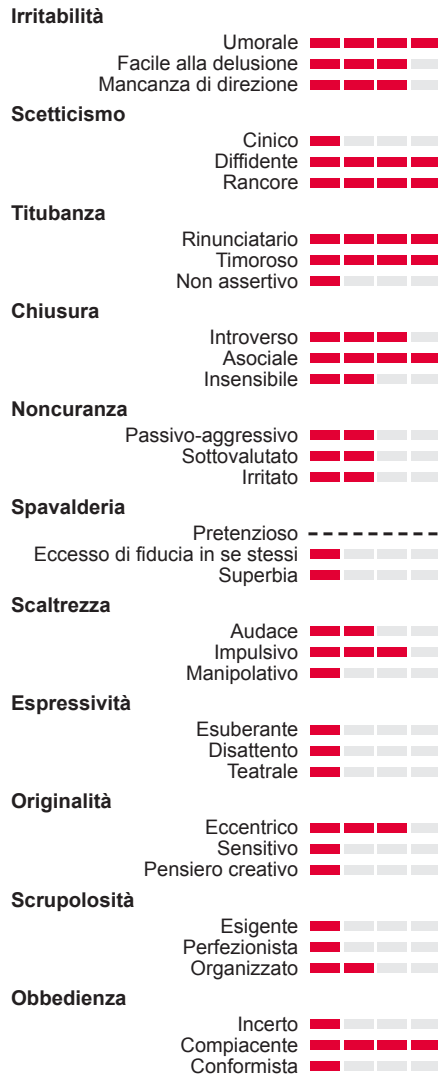 Irritabilità
Umorale
Facile alla delusione
Mancanza di direzione
Scetticismo
Cinico
Diffidente
Rancore
Titubanza
Rinunciatario
Timoroso
Non assertivo
Chiusura
Introverso
Asociale
Insensibile
Noncuranza
Passivo-aggressivo
Sottovalutato
Irritato
Spavalderia
Pretenzioso
Eccesso di fiducia in se stessi
Superbia
Scaltrezza
Audace
Impulsivo
Manipolativo
Espressività
Esuberante
Disattento
Teatrale
Originalità
Eccentrico
Sensitivo
Pensiero creativo
Scrupolosità
Esigente
Perfezionista
Organizzato
Obbedienza
Incerto
Compiacente
Conformista